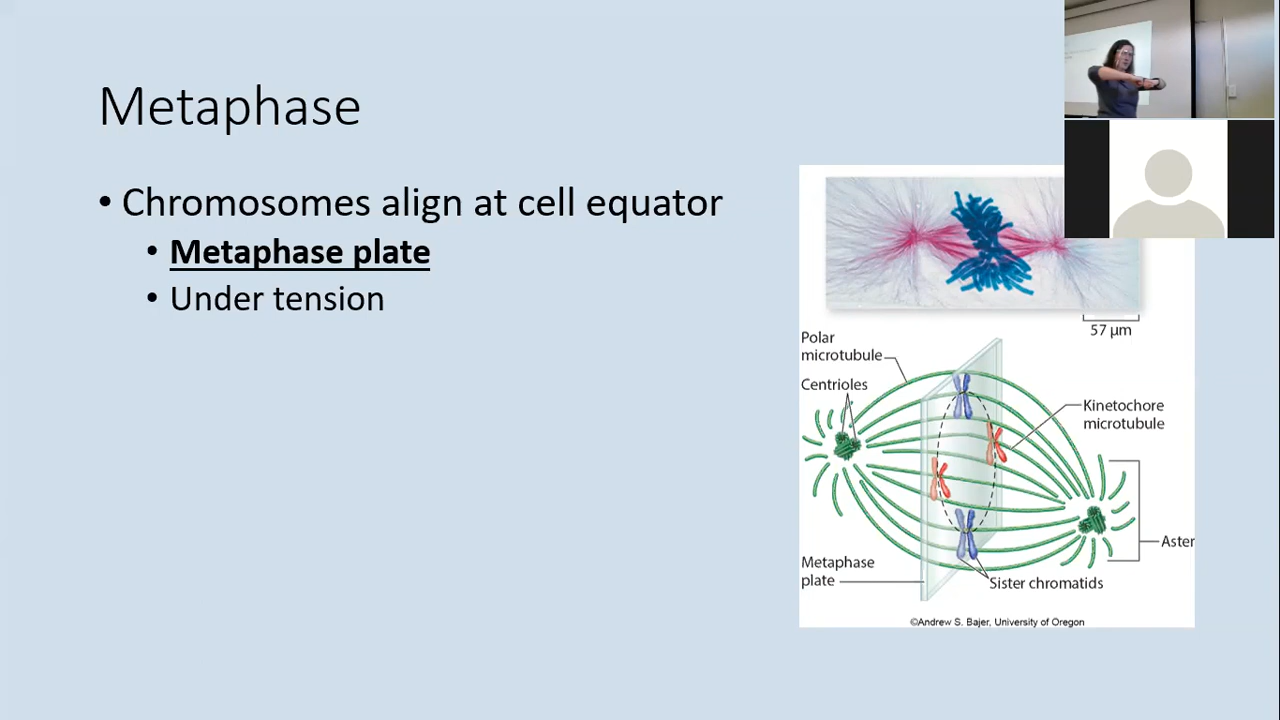 Metaphase
• Chromosomes align at cell equator
• Metaphase plate
• Under tension
57 µm
Polar
microtubule
Centrioles
Kinetochore
microtubule
Aster
Metaphase
plate
Sister chromatids
©Andrew S. Bajer, University of Oregon